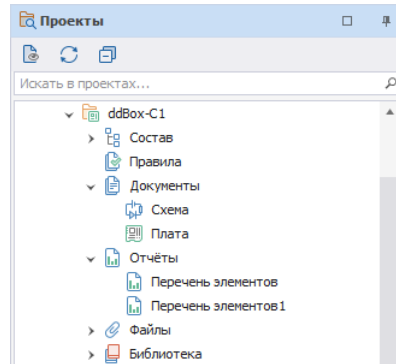 Проекты
Искать в проектах...
ddBox-C1
Состав
Правила
Документы
Схема
Плата
Отчёты
Перечень элементов
Перечень элементов1
Файлы
Библиотека